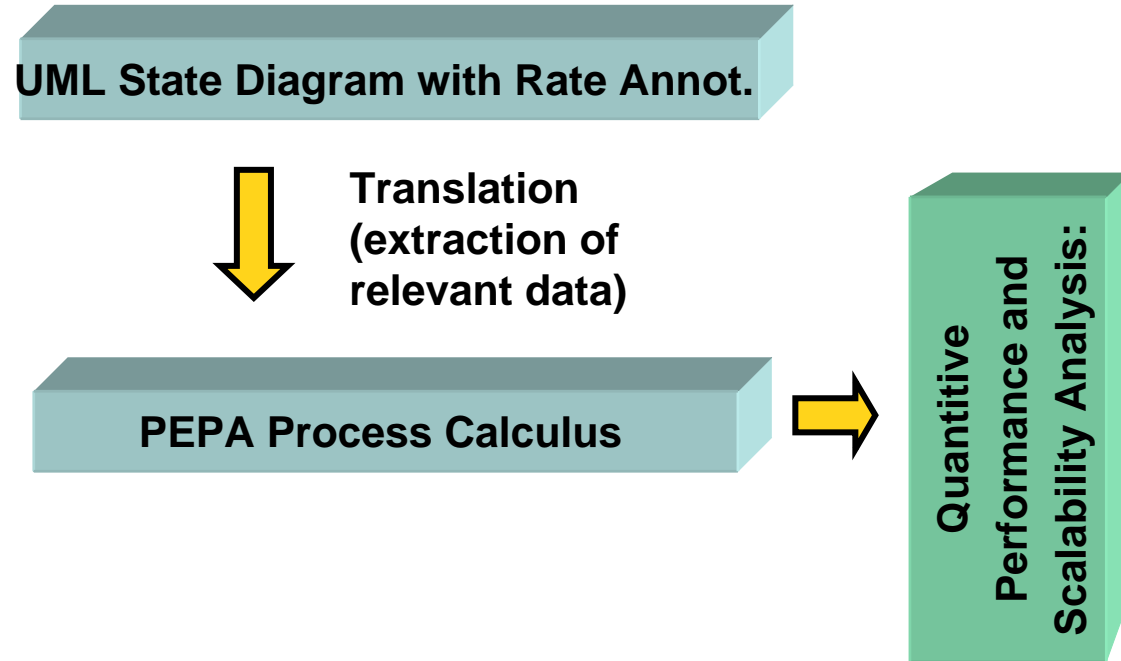 UML State Diagram with Rate Annot.
Translation
(extraction of
relevant data)
PEPA Process Calculus
Quantitive
Performance and
Scalability Analysis: